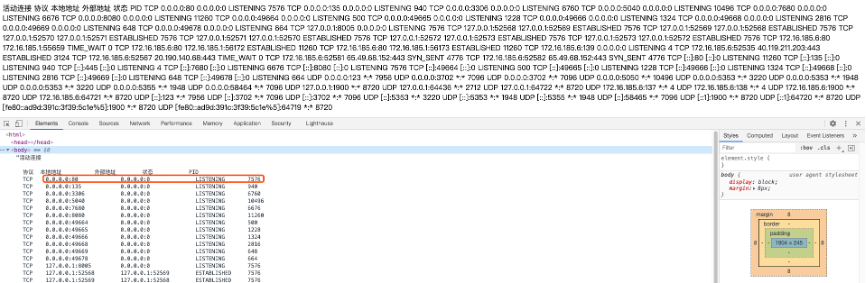 活动连接 协议 本地地址 外部地址 状态 PID TCP 0.0.0.0:80 0.0.0.0:0 LISTENING 7576 TCP 0.0.0.0:135 0.0.0.0:0 LISTENING 940 TCP 0.0.0.0:3306 0.0.0.0:0 LISTENING 6760 TCP 0.0.0.0:5040 0.0.0.0:0 LISTENING 10496 TCP 0.0.0.0:7680 0.0.0.0:0
LISTENING 6676 TCP 0.0.0.0:8080 0.0.0.0:0 LISTENING 11260 TCP 0.0.0.0:49664 0.0.0.0:0 LISTENING 500 TCP 0.0.0.0:49665 0.0.0.0:0 LISTENING 1228 TCP 0.0.0.0:49666 0.0.0.0:0 LISTENING 1324 TCP 0.0.0.0:49668 0.0.0.0:0 LISTENING 2816 TCP
0.0.0.0:49669 0.0.0.0:0 LISTENING 648 TCP 0.0.0.0:49678 0.0.0.0:0 LISTENING 664 TCP 127.0.0.1:8005 0.0.0.0:0 LISTENING 7576 TCP 127.0.0.1:52568 127.0.0.1:52569 ESTABLISHED 7576 TCP 127.0.0.1:52569 127.0.0.1:52568 ESTABLISHED 7576 TCP
127.0.0.1:52570 127.0.0.1:52571 ESTABLISHED 7576 TCP 127.0.0.1:52571 127.0.0.1:52570 ESTABLISHED 7576 TCP 127.0.0.1:52572 127.0.0.1:52573 ESTABLISHED 7576 TCP 127.0.0.1:52573 127.0.0.1:52572 ESTABLISHED 7576 TCP 172.16.185.6:80
172.16.185.1:55659 TIME_WAIT 0 TCP 172.16.185.6:80 172.16.185.1:56172 ESTABLISHED 11260 TCP 172.16.185.6:80 172.16.185.1:56173 ESTABLISHED 11260 TCP 172.16.185.6:139 0.0.0.0:0 LISTENING 4 TCP 172.16.185.6:52535 40.119.211.203:443
ESTABLISHED 3124 TCP 172.16.185.6:52567 20.190.140.68:443 TIME_WAIT 0 TCP 172.16.185.6:52581 65.49.68.152:443 SYN_SENT 4776 TCP 172.16.185.6:52582 65.49.68.152:443 SYN_SENT 4776 TCP [::]:80 [::]:0 LISTENING 11260 TCP [::]:135 [::]:0
LISTENING 940 TCP [::]:445 [::]:0 LISTENING 4 TCP [::]:7680 [::]:0 LISTENING 6676 TCP [::]:8080 [::]:0 LISTENING 7576 TCP [::]:49664 [::]:0 LISTENING 500 TCP [::]:49665 [::]:0 LISTENING 1228 TCP [::]:49666 [::]:0 LISTENING 1324 TCP [::]:49668 [::]:0
LISTENING 2816 TCP [::]:49669 [::]:0 LISTENING 648 TCP [::]:49678 [::]:0 LISTENING 664 UDP 0.0.0.0:123 *:* 7956 UDP 0.0.0.0:3702 *:* 7096 UDP 0.0.0.0:3702 *:* 7096 UDP 0.0.0.0:5050 *:* 10496 UDP 0.0.0.0:5353 *:* 3220 UDP 0.0.0.0:5353 *:* 1948
UDP 0.0.0.0:5353 *:* 3220 UDP 0.0.0.0:5355 *:* 1948 UDP 0.0.0.0:58464 *:* 7096 UDP 127.0.0.1:1900 *:* 8720 UDP 127.0.0.1:64436 *:* 2712 UDP 127.0.0.1:64722 *:* 8720 UDP 172.16.185.6:137 *:* 4 UDP 172.16.185.6:138 *:* 4 UDP 172.16.185.6:1900 *:*
8720 UDP 172.16.185.6:64721 *:* 8720 UDP [::]:123 *:* 7956 UDP [::]:3702 *:* 7096 UDP [::]:3702 *:* 7096 UDP [::]:5353 *:* 3220 UDP [::]:5353 *:* 1948 UDP [::]:5355 *:* 1948 UDP [::]:58465 *:* 7096 UDP [::1]:1900 *:* 8720 UDP [::1]:64720 *:* 8720 UDP
[fe80::ad9d:391c:3f39:5c1e%5]:1900 *:* 8720 UDP [fe80::ad9d:391c:3f39:5c1e%5]:64719 *:* 8720
Elements Console Sources Network Performance Memory Application Security Lighthouse
<html>
<head></head>
<body> == $0
"活动连接
协议 本地地址 外部地址 状态 PID
TCP 0.0.0.0:80 0.0.0.0:0 LISTENING 7576
TCP 0.0.0.0:135 0.0.0.0:0 LISTENING 940
TCP 0.0.0.0:3306 0.0.0.0:0 LISTENING 6760
TCP 0.0.0.0:5040 0.0.0.0:0 LISTENING 10496
TCP 0.0.0.0:7680 0.0.0.0:0 LISTENING 6676
TCP 0.0.0.0:8080 0.0.0.0:0 LISTENING 11260
TCP 0.0.0.0:49664 0.0.0.0:0 LISTENING 500
TCP 0.0.0.0:49665 0.0.0.0:0 LISTENING 1228
TCP 0.0.0.0:49666 0.0.0.0:0 LISTENING 1324
TCP 0.0.0.0:49668 0.0.0.0:0 LISTENING 2816
TCP 0.0.0.0:49669 0.0.0.0:0 LISTENING 648
TCP 0.0.0.0:49678 0.0.0.0:0 LISTENING 664
TCP 127.0.0.1:8005 0.0.0.0:0 LISTENING 7576
TCP 127.0.0.1:52568 127.0.0.1:52569 ESTABLISHED 7576
TCP 127.0.0.1:52569 127.0.0.1:52568 ESTABLISHED 7576
Styles Computed Layout Event Listeners »
Filter :hov .cls +
element.style {
}
body { user agent stylesheet
display: block;
margin: 8px;
}
margin 8
border -
padding -
8 - - 1904 × 245 - - 8
-
-
8